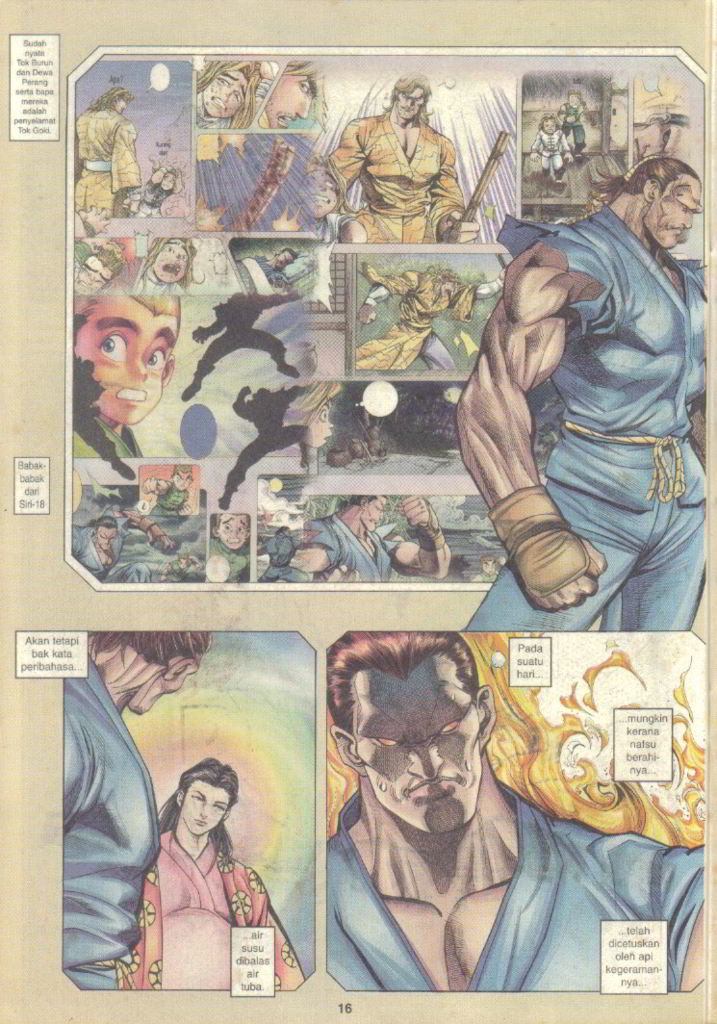 Sudah
nyata
Tok Buruh
dan Dewa
Perang
serta bapa
mereka
adalah
penyelamat
Tok Goki.
Apa?
Babak-
babak
dari
Siri-18
Akan tetapi
bak kata
peribahasa...
...air
susu
dibalas
air
tuba.
Pada
suatu
hari...
...mungkin
kerana
nafsu
berahi-
nya...
...telah
dicetuskan
oleh api
kegeraman-
nya...
16